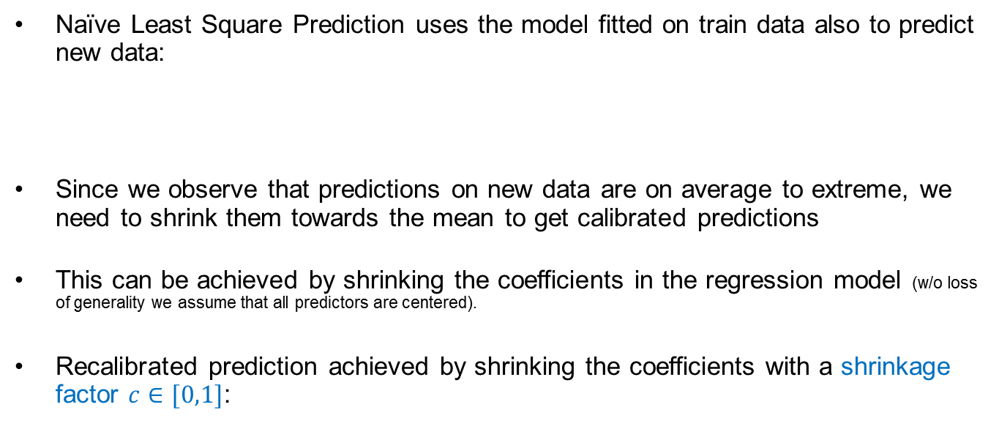 • Naïve Least Square Prediction uses the model fitted on train data also to predict
new data:
• Since we observe that predictions on new data are on average to extreme, we
need to shrink them towards the mean to get calibrated predictions
• This can be achieved by shrinking the coefficients in the regression model (w/o loss
of generality we assume that all predictors are centered).
• Recalibrated prediction achieved by shrinking the coefficients with a shrinkage
factor c ∈ [0,1]: